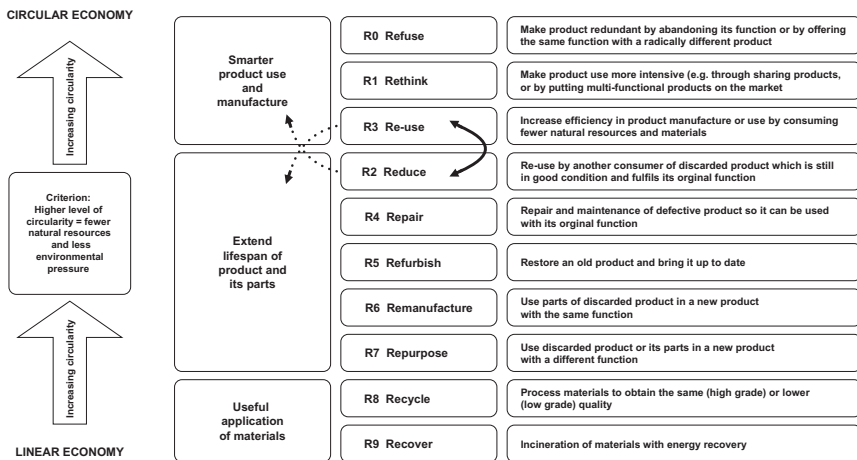 CIRCULAR ECONOMY
Increasing circularity
Criterion:
Higher level of
circularity = fewer
natural resources
and less
environmental
pressure
Increasing circularity
LINEAR ECONOMY
Smarter
product use
and
manufacture
Extend
lifespan of
product and
its parts
Useful
application
of materials
R0 Refuse
Make product redundant by abandoning its function or by offering
the same function with a radically different product
R1 Rethink
Make product use more intensive (e.g. through sharing products,
or by putting multi-functional products on the market
R3 Re-use
Increase efficiency in product manufacture or use by consuming
fewer natural resources and materials
R2 Reduce
Re-use by another consumer of discarded product which is still
in good condition and fulfils its orginal function
R4 Repair
Repair and maintenance of defective product so it can be used
with its orginal function
R5 Refurbish
Restore an old product and bring it up to date
R6 Remanufacture
Use parts of discarded product in a new product
with the same function
R7 Repurpose
Use discarded product or its parts in a new product
with a different function
R8 Recycle
Process materials to obtain the same (high grade) or lower
(low grade) quality
R9 Recover
Incineration of materials with energy recovery